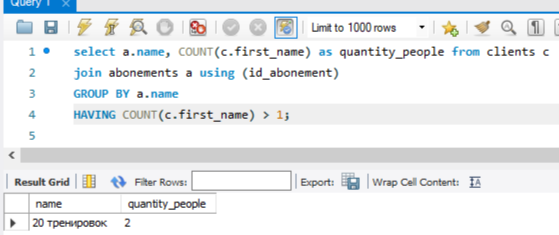 Query 1
Limit to 1000 rows
1 select a.name, COUNT(c.first_name) as quantity_people from clients c
2 join abonements a using (id_abonement)
3 GROUP BY a.name
4 HAVING COUNT(c.first_name) > 1;
5
Result Grid Filter Rows: Export: Wrap Cell Content: IA
name quantity_people
20 тренировок 2